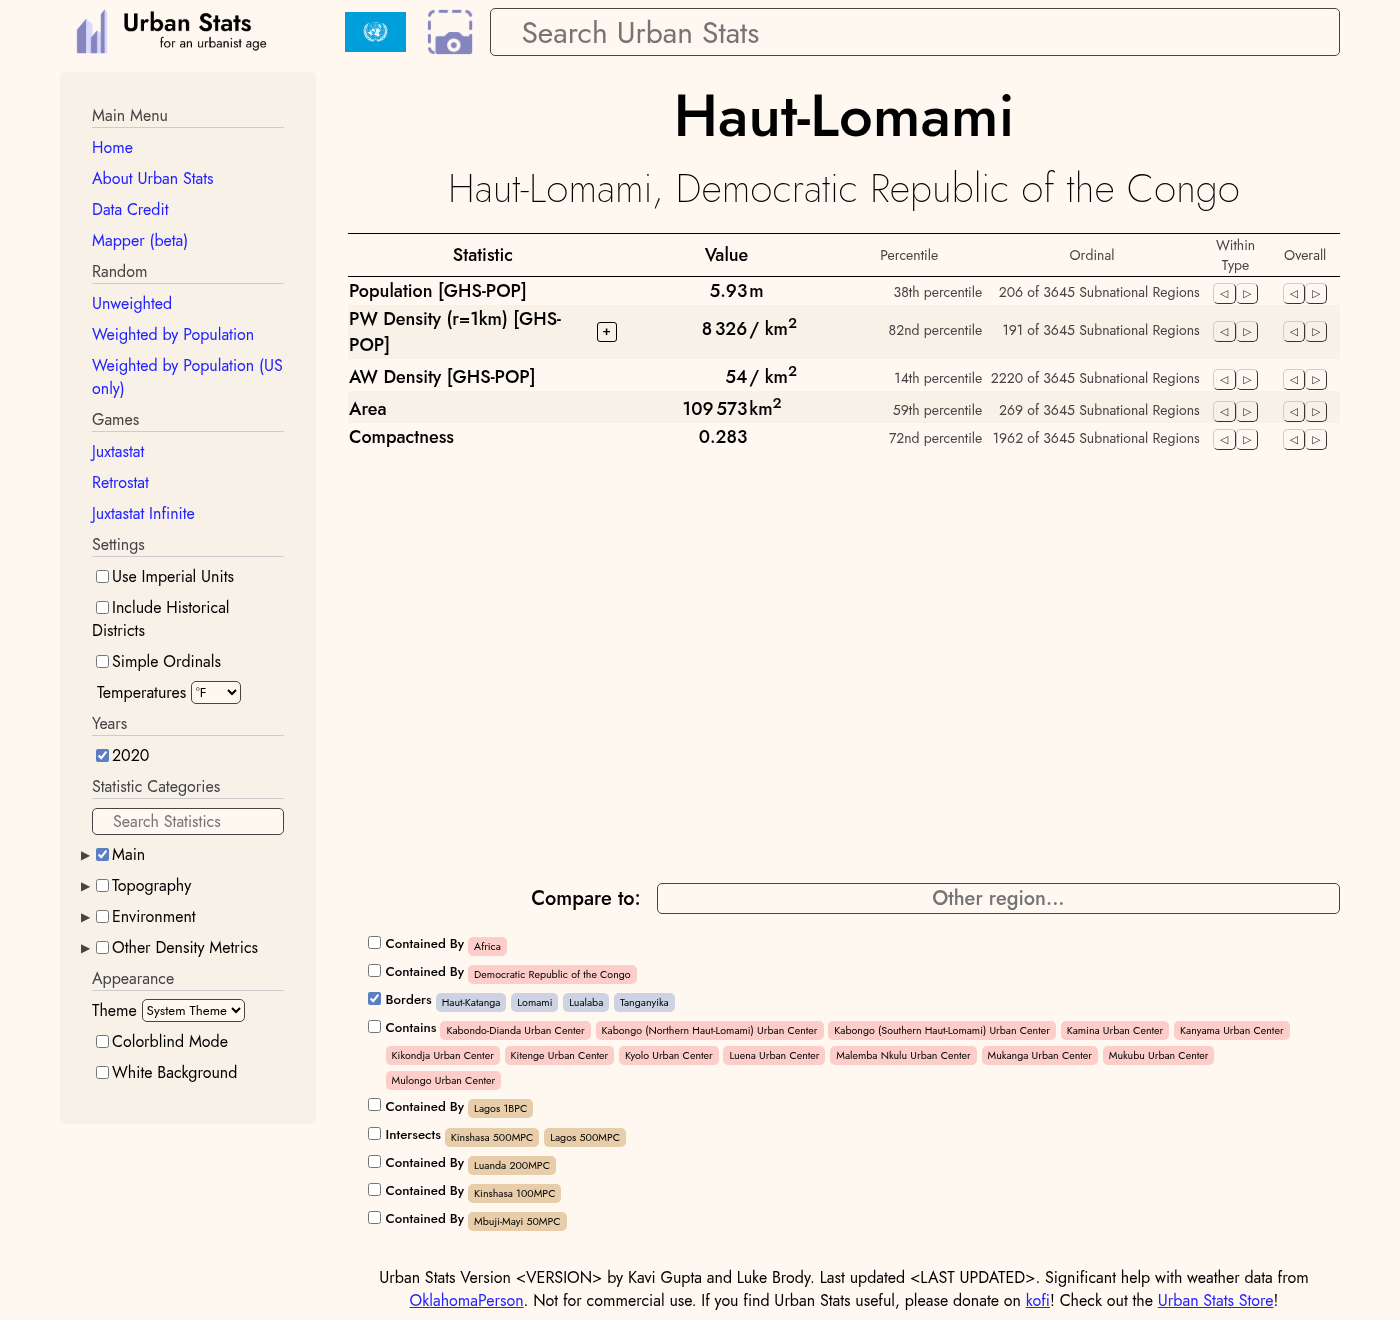 Urban Stats
for an urbanist age
Search Urban Stats
Main Menu
Home
About Urban Stats
Data Credit
Mapper (beta)
Random
Unweighted
Weighted by Population
Weighted by Population (US
only)
Games
Juxtastat
Retrostat
Juxtastat Infinite
Settings
Use Imperial Units
Include Historical
Districts
Simple Ordinals
Temperatures °F
Years
2020
Statistic Categories
Search Statistics
Main
Topography
Environment
Other Density Metrics
Appearance
Theme System Theme
Colorblind Mode
White Background
Haut-Lomami
Haut-Lomami, Democratic Republic of the Congo
Statistic Value Percentile Ordinal Within Type Overall
Population [GHS-POP] 5.93 m 38th percentile 206 of 3645 Subnational Regions
PW Density (r=1km) [GHS-POP] + 8 326 / km² 82nd percentile 191 of 3645 Subnational Regions
AW Density [GHS-POP] 54 / km² 14th percentile 2220 of 3645 Subnational Regions
Area 109 573 km² 59th percentile 269 of 3645 Subnational Regions
Compactness 0.283 72nd percentile 1962 of 3645 Subnational Regions
Compare to: Other region...
Contained By Africa
Contained By Democratic Republic of the Congo
Borders Haut-Katanga Lomami Lualaba Tanganyika
Contains Kabondo-Dianda Urban Center Kabongo (Northern Haut-Lomami) Urban Center Kabongo (Southern Haut-Lomami) Urban Center Kamina Urban Center Kanyama Urban Center
Kikondja Urban Center Kitenge Urban Center Kyolo Urban Center Luena Urban Center Malemba Nkulu Urban Center Mukanga Urban Center Mukubu Urban Center
Mulongo Urban Center
Contained By Lagos 1BPC
Intersects Kinshasa 500MPC Lagos 500MPC
Contained By Luanda 200MPC
Contained By Kinshasa 100MPC
Contained By Mbuji-Mayi 50MPC
Urban Stats Version <VERSION> by Kavi Gupta and Luke Brody. Last updated <LAST UPDATED>. Significant help with weather data from
OklahomaPerson. Not for commercial use. If you find Urban Stats useful, please donate on kofi! Check out the Urban Stats Store!